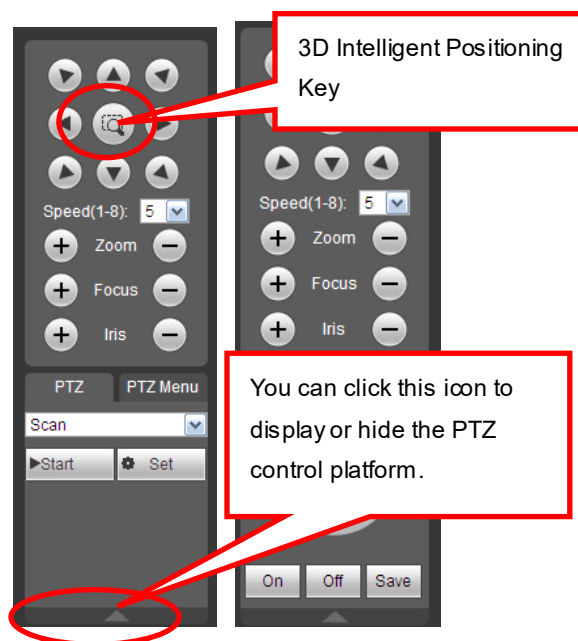 3D Intelligent Positioning
Key
Speed(1-8): 5
Zoom
Focus
Iris
PTZ PTZ Menu
Scan
Start Set
Speed(1-8): 5
Zoom
Focus
Iris
You can click this icon to
display or hide the PTZ
control platform.
On Off Save